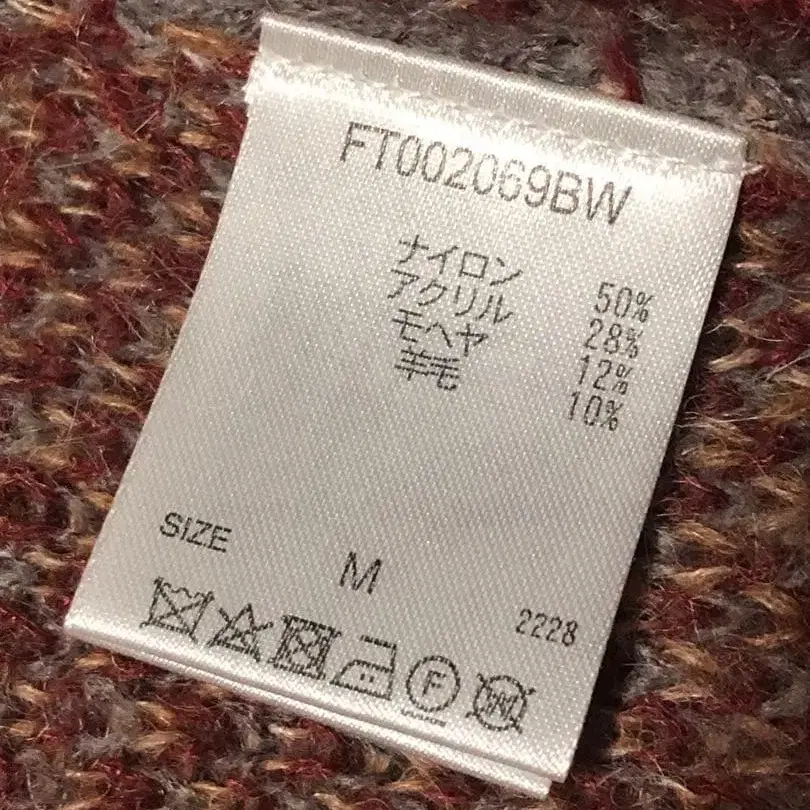 FT002069BW
ナイロン 50%
アクリル 28%
モヘヤ 12%
羊毛 10%
SIZE M
2228
F W